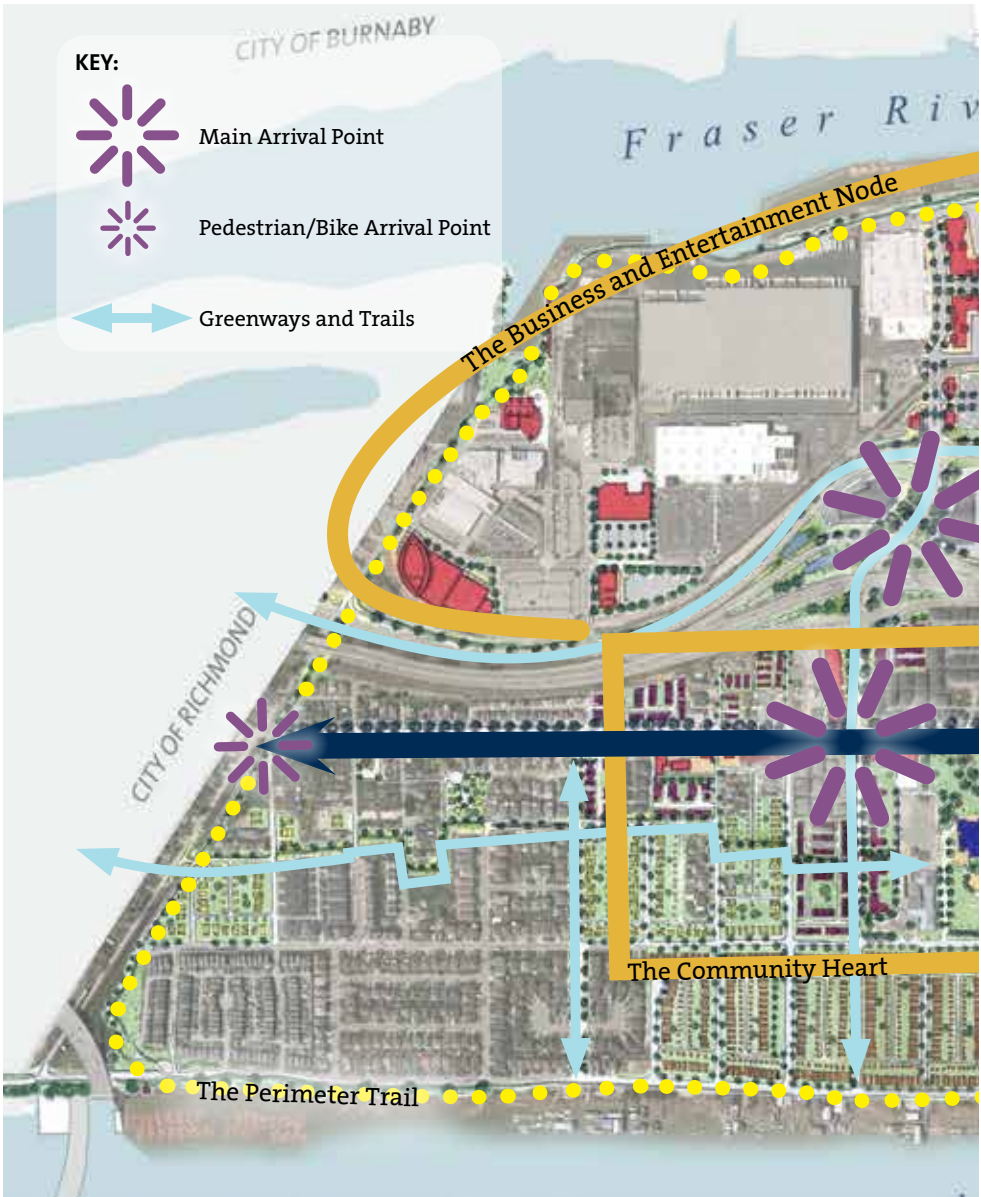 CITY OF BURNABY
KEY:
Main Arrival Point
Pedestrian/Bike Arrival Point
Greenways and Trails
Fraser Riv
The Business and Entertainment Node
CITY OF RICHMOND
The Community Heart
The Perimeter Trail